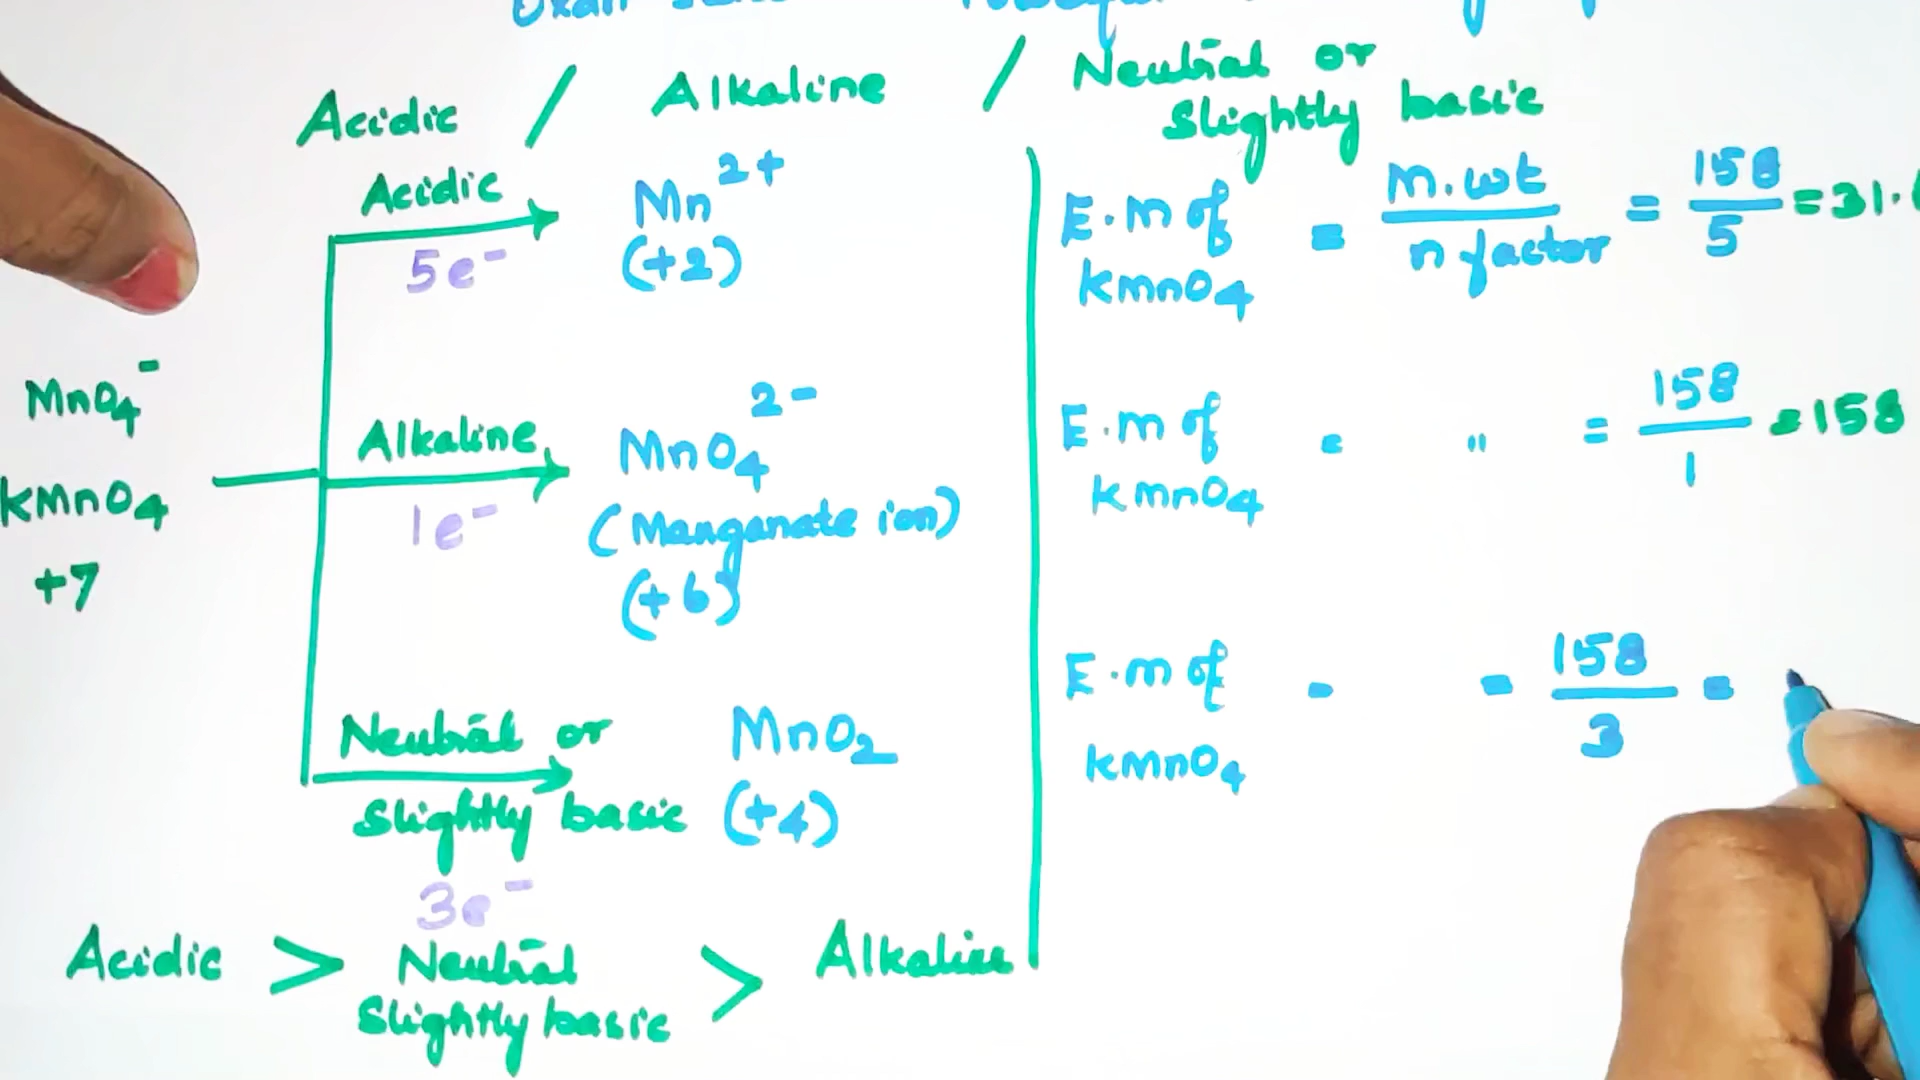 Acidic / Alkaline / Neutral or
Slightly basic
Acidic
5e⁻
Mn²⁺
(+2)
MnO₄⁻
KMnO₄
+7
Alkaline
1e⁻
MnO₄²⁻
(Manganate ion)
(+6)
Neutral or
Slightly basic
3e⁻
MnO₂
(+4)
Acidic > Neutral > Alkaline
Slightly basic
E.m of = m.wt = 158 = 31.
kmnO₄ n factor 5
E.m of = " = 158 = 158
kmnO₄ 1
E.m of = = 158 =
kmnO₄ 3